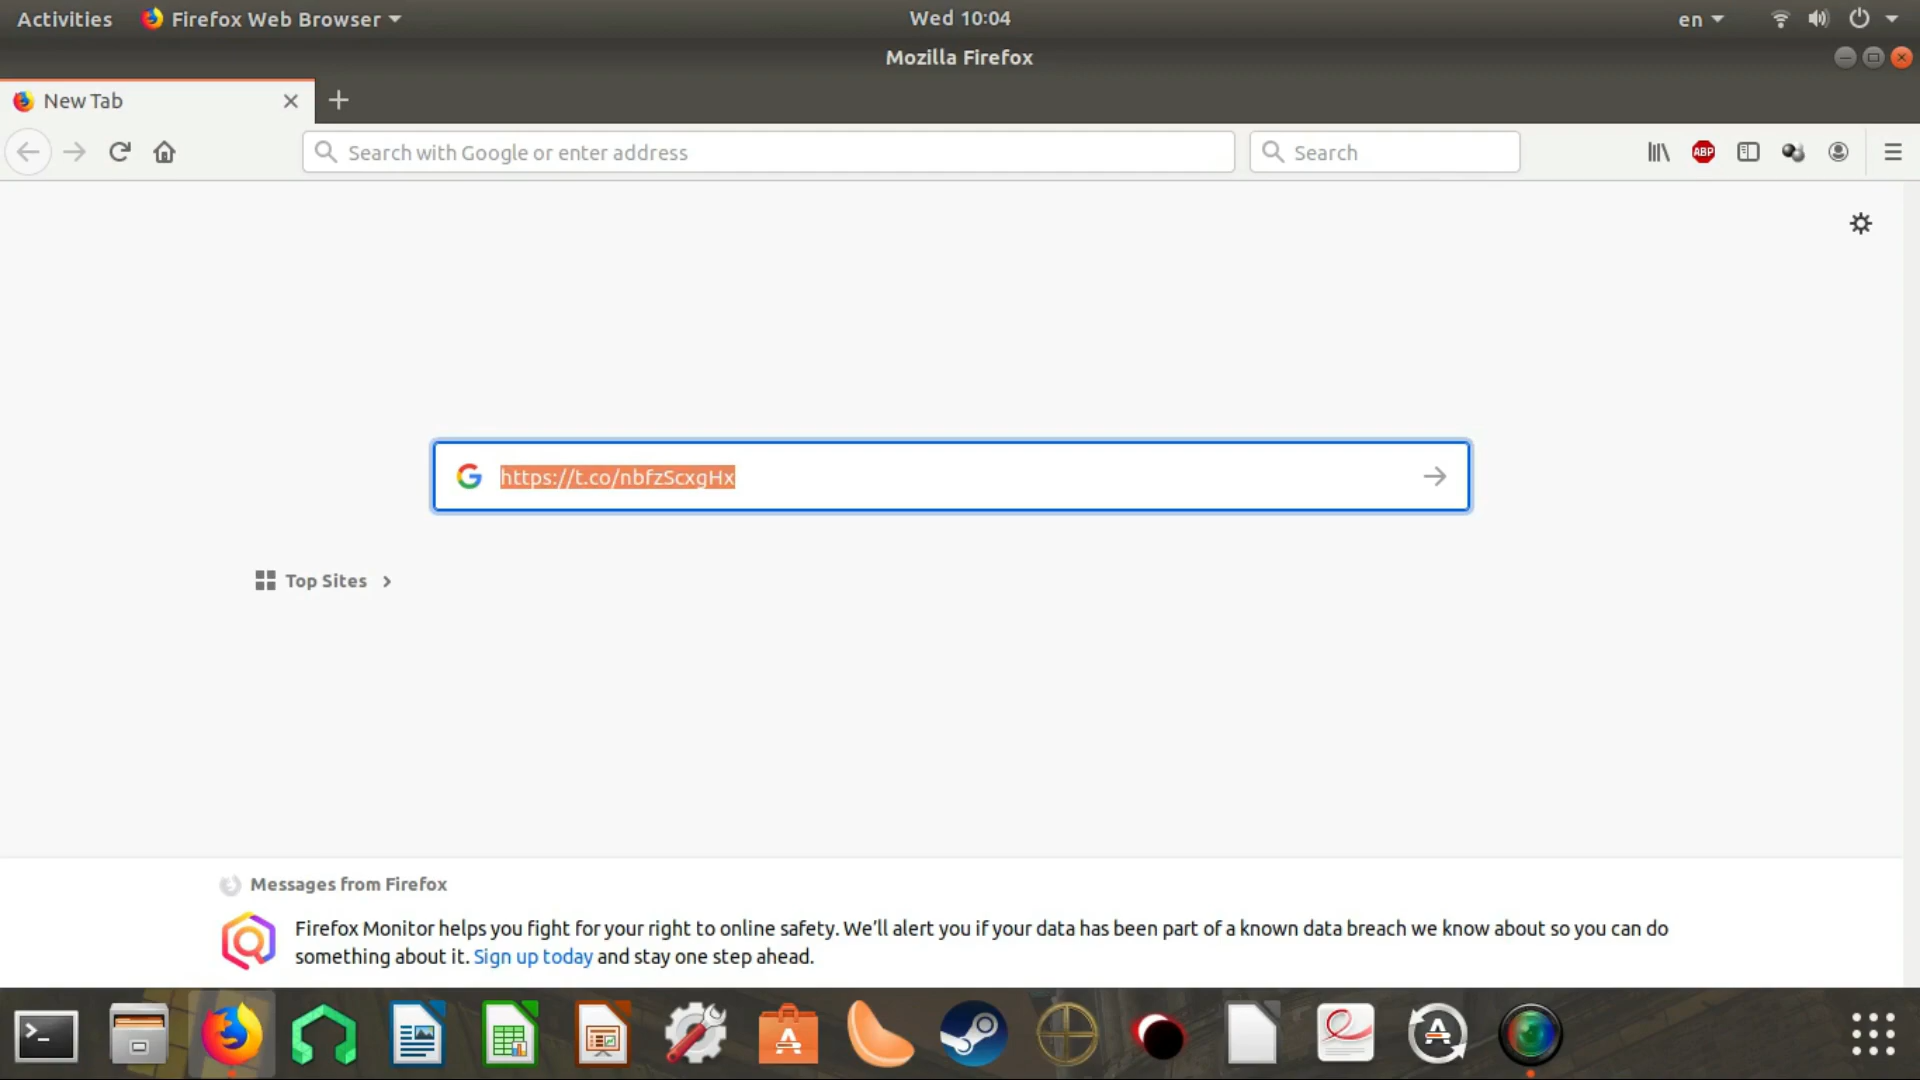 Activities Firefox Web Browser Wed 10:04 en
Mozilla Firefox
New Tab
Search with Google or enter address Search
ABP
https://t.co/nbfzScxgHx
Top Sites
Messages from Firefox
Firefox Monitor helps you fight for your right to online safety. We’ll alert you if your data has been part of a known data breach we know about so you can do
something about it. Sign up today and stay one step ahead.